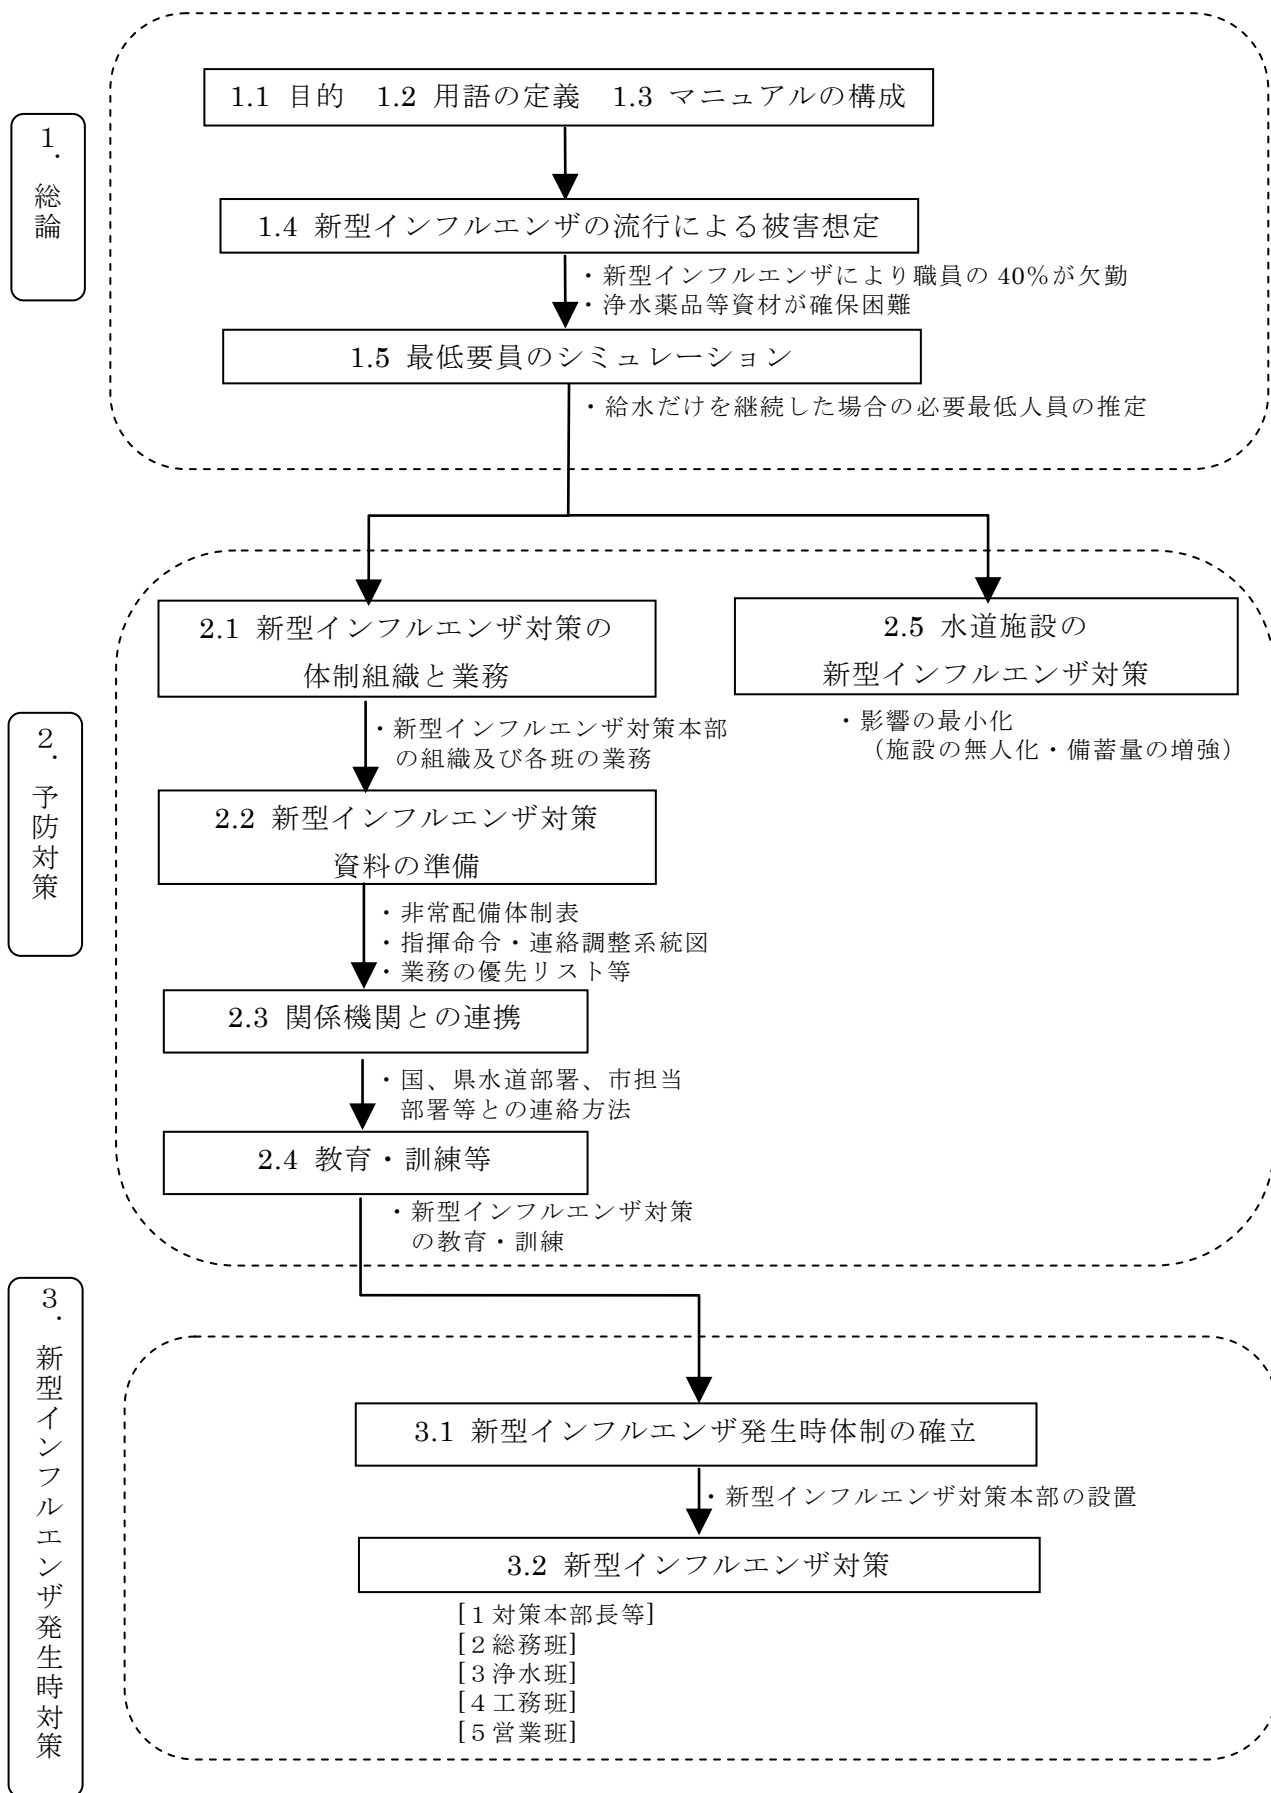 1.1 目的 1.2 用語の定義 1.3 マニュアルの構成
1．総論
1.4 新型インフルエンザの流行による被害想定
・新型インフルエンザにより職員の 40%が欠勤
・浄水薬品等資材が確保困難
1.5 最低要員のシミュレーション
・給水だけを継続した場合の必要最低人員の推定
2．予防対策
2.1 新型インフルエンザ対策の
体制組織と業務
・新型インフルエンザ対策本部
の組織及び各班の業務
2.5 水道施設の
新型インフルエンザ対策
・影響の最小化
（施設の無人化・備蓄量の増強）
2.2 新型インフルエンザ対策
資料の準備
・非常配備体制表
・指揮命令・連絡調整系統図
・業務の優先リスト等
2.3 関係機関との連携
・国、県水道部署、市担当
部署等との連絡方法
2.4 教育・訓練等
・新型インフルエンザ対策
の教育・訓練
3．新型インフルエンザ発生時対策
3.1 新型インフルエンザ発生時体制の確立
・新型インフルエンザ対策本部の設置
3.2 新型インフルエンザ対策
[１対策本部長等]
[２総務班]
[３浄水班]
[４工務班]
[５営業班]